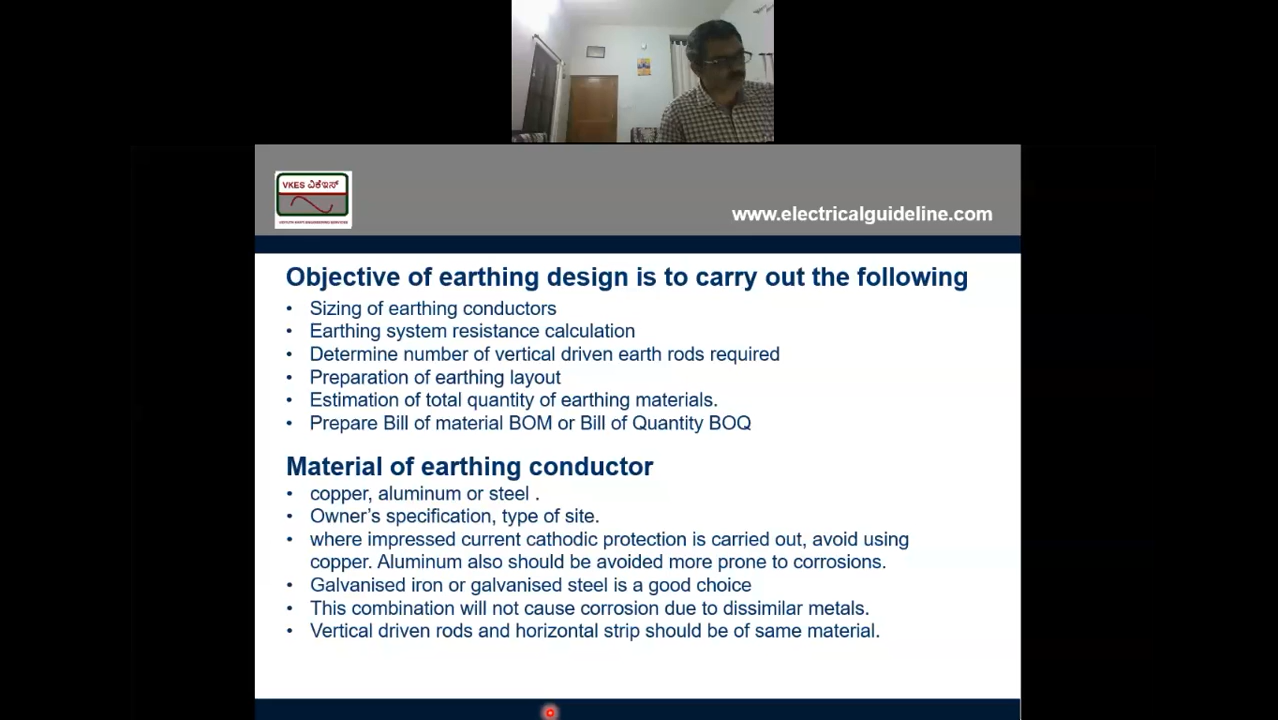 VKES ವಿಕೆಇಸ್
www.electricalguideline.com
Objective of earthing design is to carry out the following
• Sizing of earthing conductors
• Earthing system resistance calculation
• Determine number of vertical driven earth rods required
• Preparation of earthing layout
• Estimation of total quantity of earthing materials.
• Prepare Bill of material BOM or Bill of Quantity BOQ
Material of earthing conductor
• copper, aluminum or steel .
• Owner’s specification, type of site.
• where impressed current cathodic protection is carried out, avoid using
copper. Aluminum also should be avoided more prone to corrosions.
• Galvanised iron or galvanised steel is a good choice
• This combination will not cause corrosion due to dissimilar metals.
• Vertical driven rods and horizontal strip should be of same material.